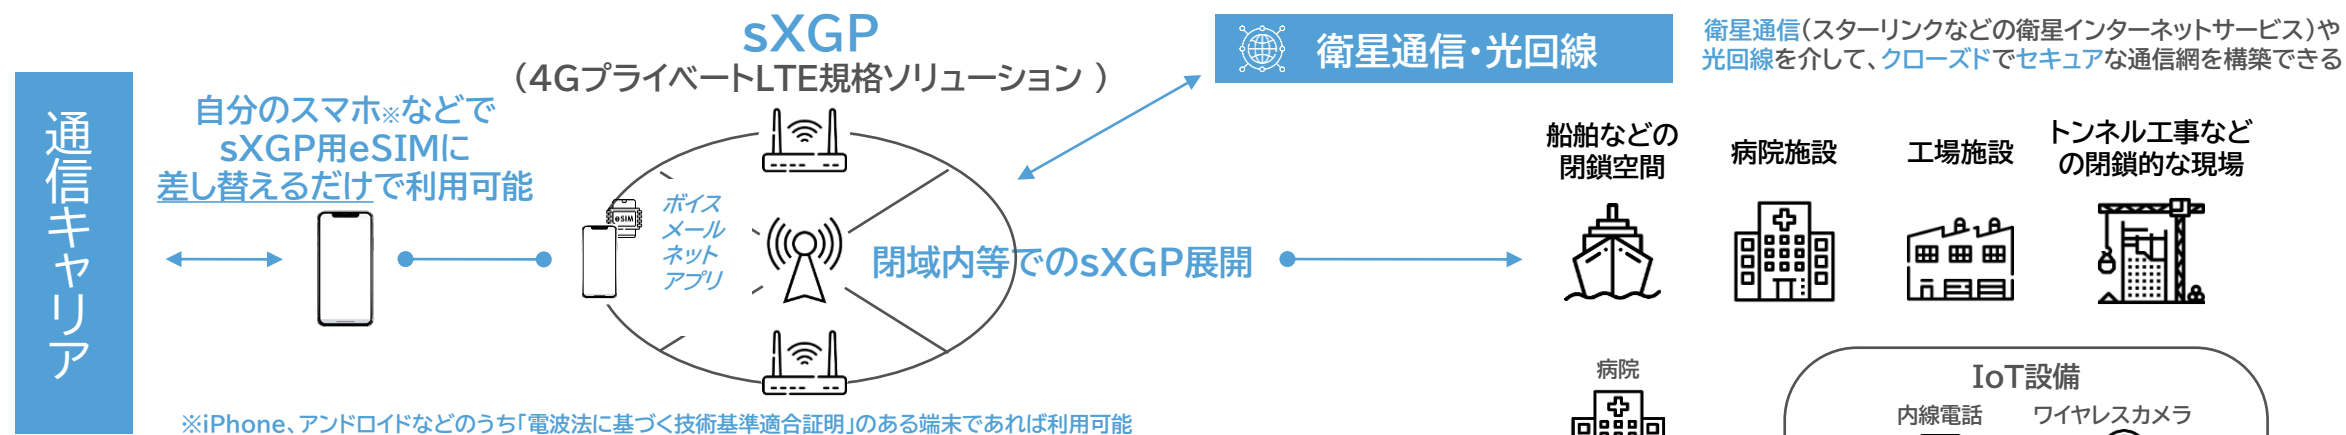 通信キャリア
自分のスマホ※などで
sXGP用eSIMに
差し替えるだけで利用可能
sXGP
（4GプライベートLTE規格ソリューション ）
eSIM
ボイス
メール
ネット
アプリ
閉域内等でのsXGP展開
※iPhone、アンドロイドなどのうち「電波法に基づく技術基準適合証明」のある端末であれば利用可能
衛星通信・光回線
衛星通信(スターリンクなどの衛星インターネットサービス)や
光回線を介して、クローズドでセキュアな通信網を構築できる
船舶などの
閉鎖空間
病院施設
工場施設
トンネル工事など
の閉鎖的な現場
病院
IoT設備
内線電話
ワイヤレスカメラ